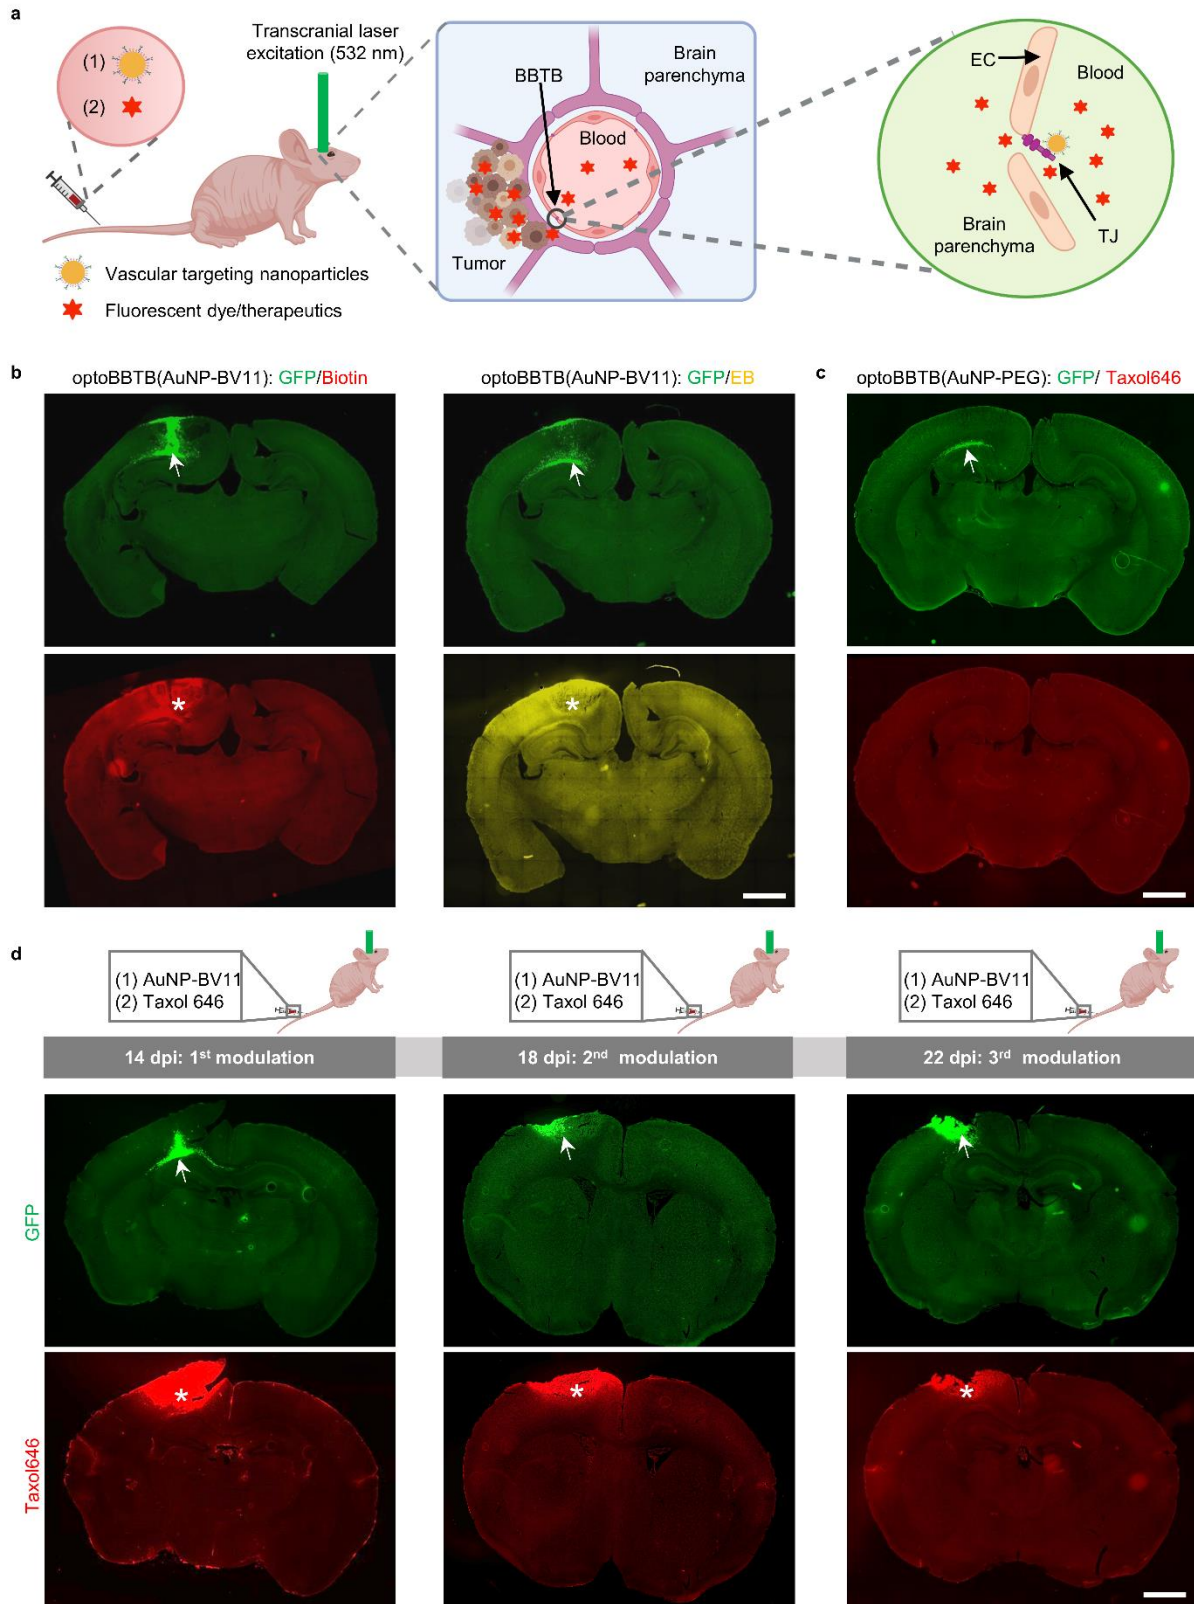 a
(1)
(2)
Transcranial laser
excitation (532 nm)
Vascular targeting nanoparticles
Fluorescent dye/therapeutics
BBTB
Brain
parenchyma
Blood
Tumor
EC
Blood
Brain
parenchyma
TJ
b
optoBBTB(AuNP-BV11): GFP/Biotin
optoBBTB(AuNP-BV11): GFP/EB
c
optoBBTB(AuNP-PEG): GFP/ Taxol646
*
*
d
(1) AuNP-BV11
(2) Taxol 646
(1) AuNP-BV11
(2) Taxol 646
(1) AuNP-BV11
(2) Taxol 646
14 dpi: 1st modulation
18 dpi: 2nd modulation
22 dpi: 3rd modulation
GFP
Taxol646
*
*
*